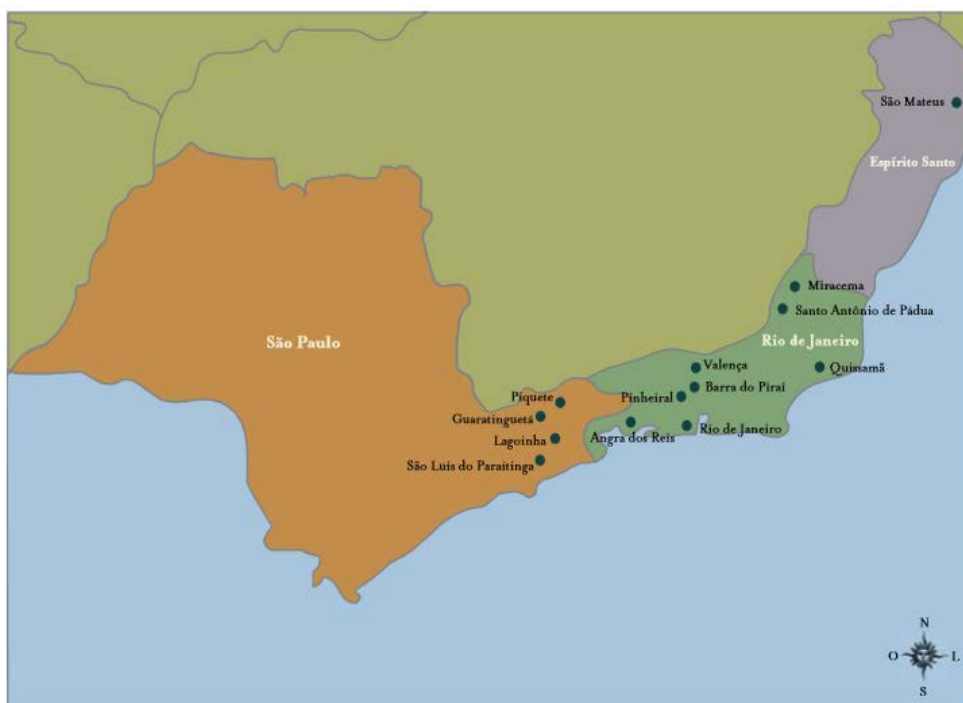 São Mateus
Espírito Santo
Miracema
Santo Antônio de Pádua
Rio de Janeiro
São Paulo
Valença
Quissamã
Barra do Piraí
Pinheiral
Piquete
Guaratinguetá
Angra dos Reis
Rio de Janeiro
Lagoinha
São Luis do Paraitinga
N
O
L
S